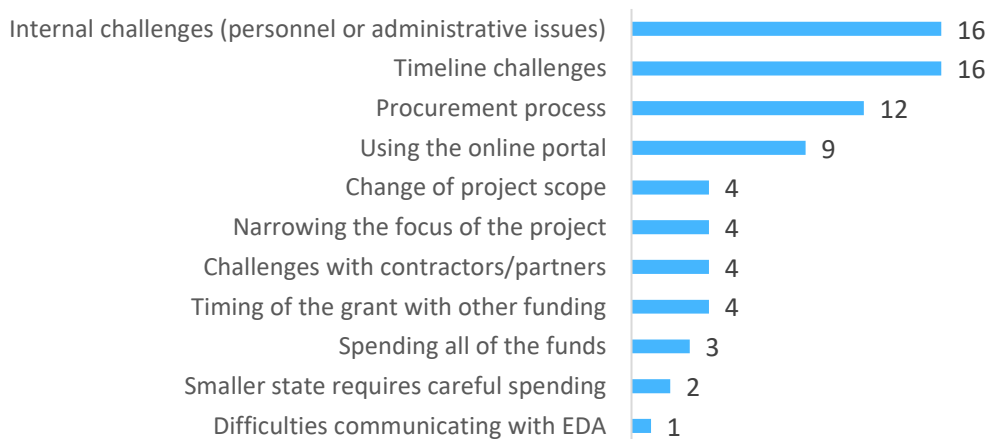 Internal challenges (personnel or administrative issues) 16
Timeline challenges 16
Procurement process 12
Using the online portal 9
Change of project scope 4
Narrowing the focus of the project 4
Challenges with contractors/partners 4
Timing of the grant with other funding 4
Spending all of the funds 3
Smaller state requires careful spending 2
Difficulties communicating with EDA 1